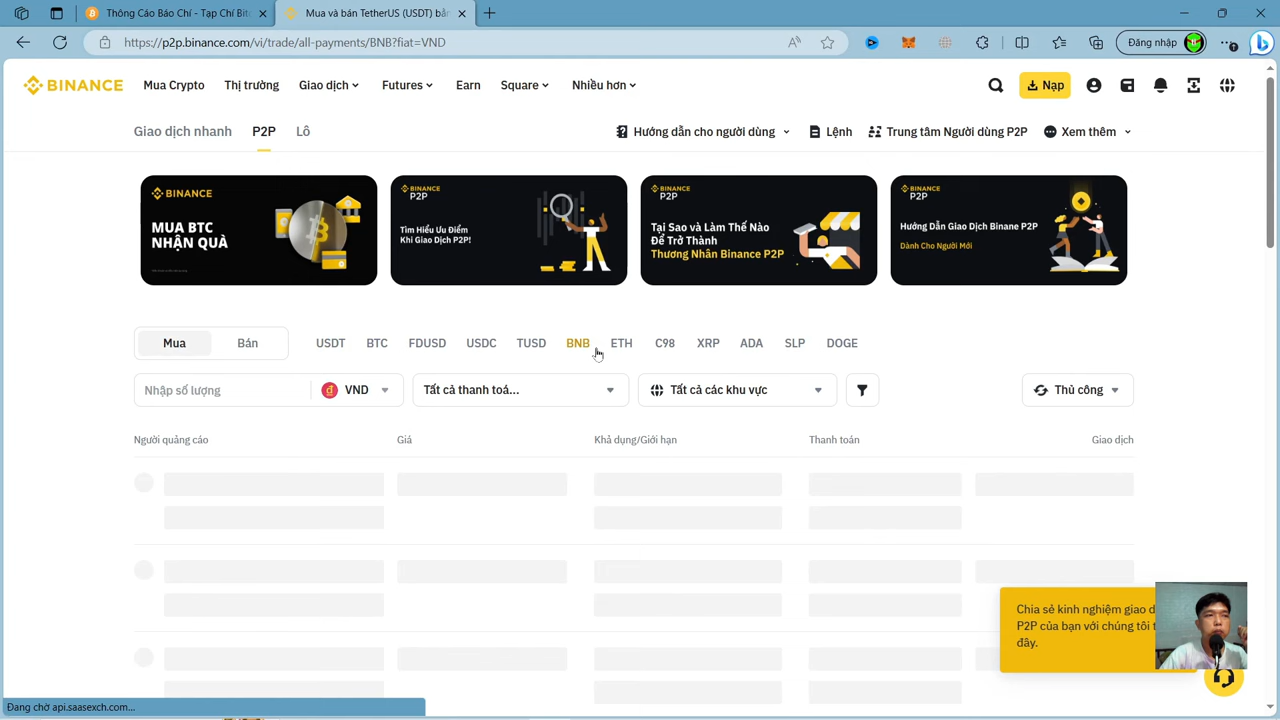 Thông Cáo Báo Chí - Tạp Chí Bit
Mua và bán TetherUS (USDT) bằn
https://p2p.binance.com/vi/trade/all-payments/BNB?fiat=VND
Đăng nhập
BINANCE
Mua Crypto
Thị trường
Giao dịch
Futures
Earn
Square
Nhiều hơn
Nạp
Giao dịch nhanh
P2P
Lô
Hướng dẫn cho người dùng
Lệnh
Trung tâm Người dùng P2P
Xem thêm
BINANCE
MUA BTC
NHẬN QUÀ
BINANCE
P2P
Tìm Hiểu Ưu Điểm
Khi Giao Dịch P2P!
BINANCE
P2P
Tại Sao và Làm Thế Nào
Để Trở Thành
Thương Nhân Binance P2P
BINANCE
P2P
Hướng Dẫn Giao Dịch Binane P2P
Dành Cho Người Mới
Mua
Bán
USDT
BTC
FDUSD
USDC
TUSD
BNB
ETH
C98
XRP
ADA
SLP
DOGE
Nhập số lượng
VND
Tất cả thanh toá...
Tất cả các khu vực
Thủ công
Người quảng cáo
Giá
Khả dụng/Giới hạn
Thanh toán
Giao dịch
Chia sẻ kinh nghiệm giao d
P2P của bạn với chúng tôi t
đây.
Đang chờ api.saasexch.com...